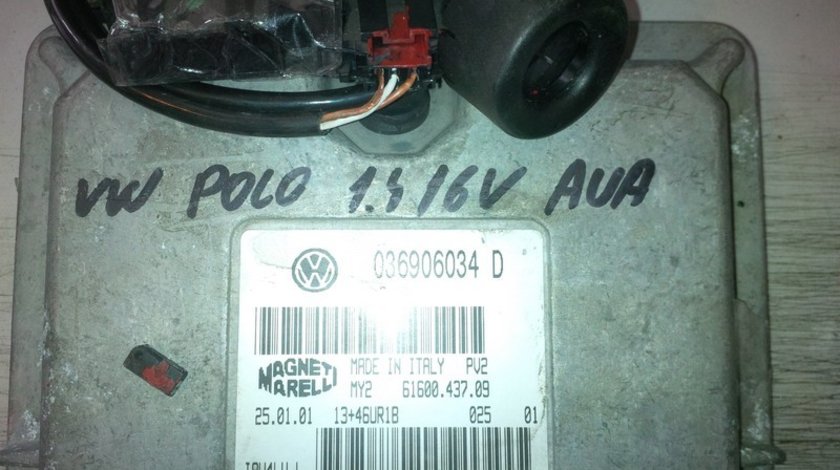 VW POLO 1.4 16V AUA
036906034 D
MAGNETI MARELLI
MADE IN ITALY PV2
MY2 61600.437.09
25.01.01 13+46UR1B 025 01